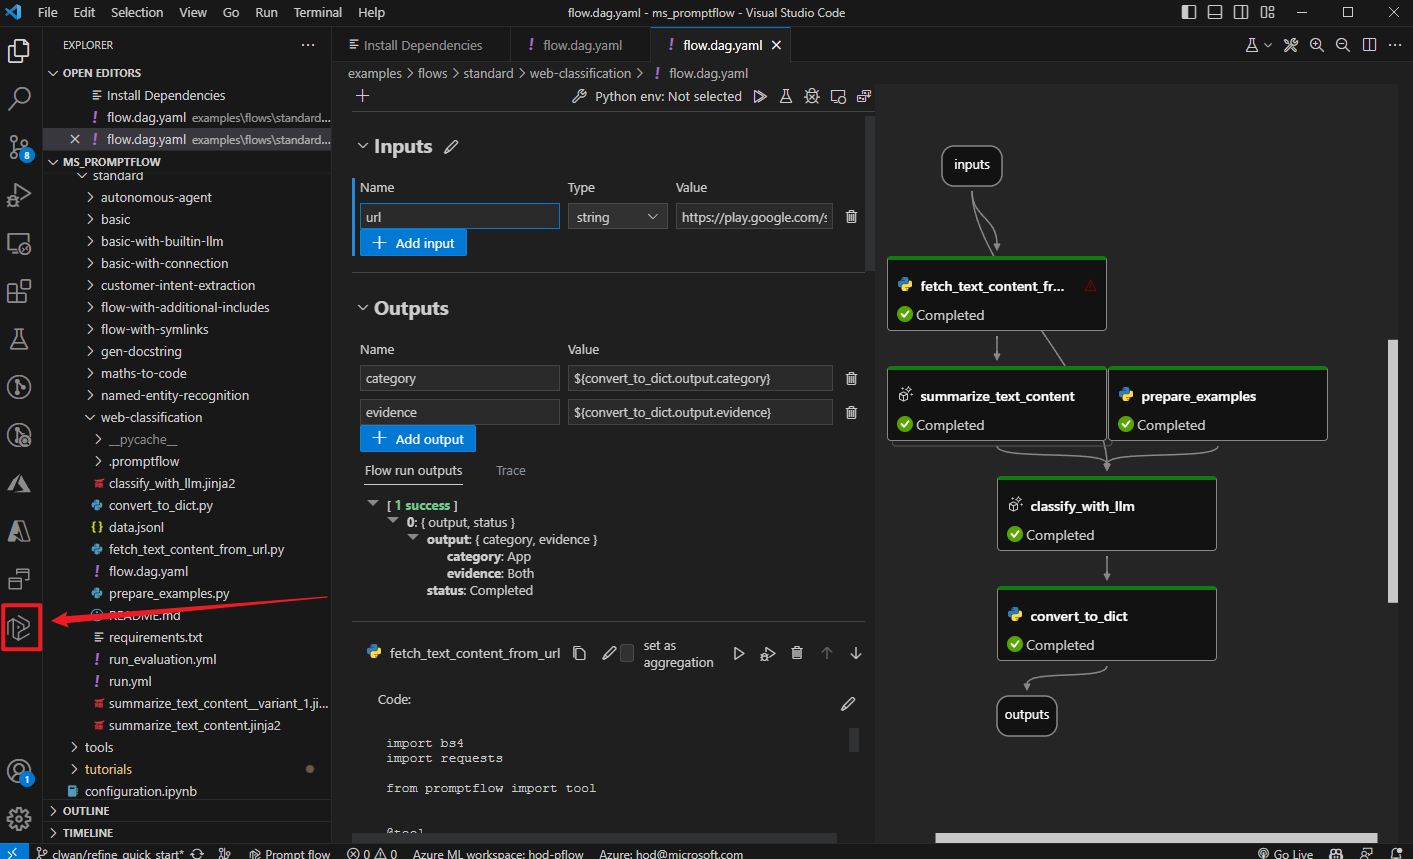 File Edit Selection View Go Run Terminal Help
flow.dag.yaml - ms_promptflow - Visual Studio Code
EXPLORER
OPEN EDITORS
Install Dependencies
flow.dag.yaml examples\flows\standard...
flow.dag.yaml examples\flows\standard...
MS_PROMPTFLOW
standard
autonomous-agent
basic
basic-with-builtin-llm
basic-with-connection
customer-intent-extraction
flow-with-additional-includes
flow-with-symlinks
gen-docstring
maths-to-code
named-entity-recognition
web-classification
__pycache__
.promptflow
classify_with_llm.jinja2
convert_to_dict.py
data.jsonl
fetch_text_content_from_url.py
flow.dag.yaml
prepare_examples.py
README.md
requirements.txt
run_evaluation.yml
run.yml
summarize_text_content__variant_1.ji...
summarize_text_content.jinja2
tools
tutorials
configuration.ipynb
OUTLINE
TIMELINE
8
1
Install Dependencies
flow.dag.yaml
flow.dag.yaml
examples > flows > standard > web-classification > ! flow.dag.yaml
Python env: Not selected
Inputs
Name Type Value
url string https://play.google.com/s
Add input
Outputs
Name Value
category ${convert_to_dict.output.category}
evidence ${convert_to_dict.output.evidence}
Add output
Flow run outputs Trace
[ 1 success ]
0: { output, status }
output: { category, evidence }
category: App
evidence: Both
status: Completed
fetch_text_content_from_url
set as
aggregation
Code:
import bs4
import requests
from promptflow import tool
@tool
inputs
fetch_text_content_fr...
Completed
summarize_text_content
Completed
prepare_examples
Completed
classify_with_llm
Completed
convert_to_dict
Completed
outputs
clwan/refine_quick_start* Prompt flow 0 0 Azure ML workspace: hod-pflow Azure: hod@microsoft.com Go Live